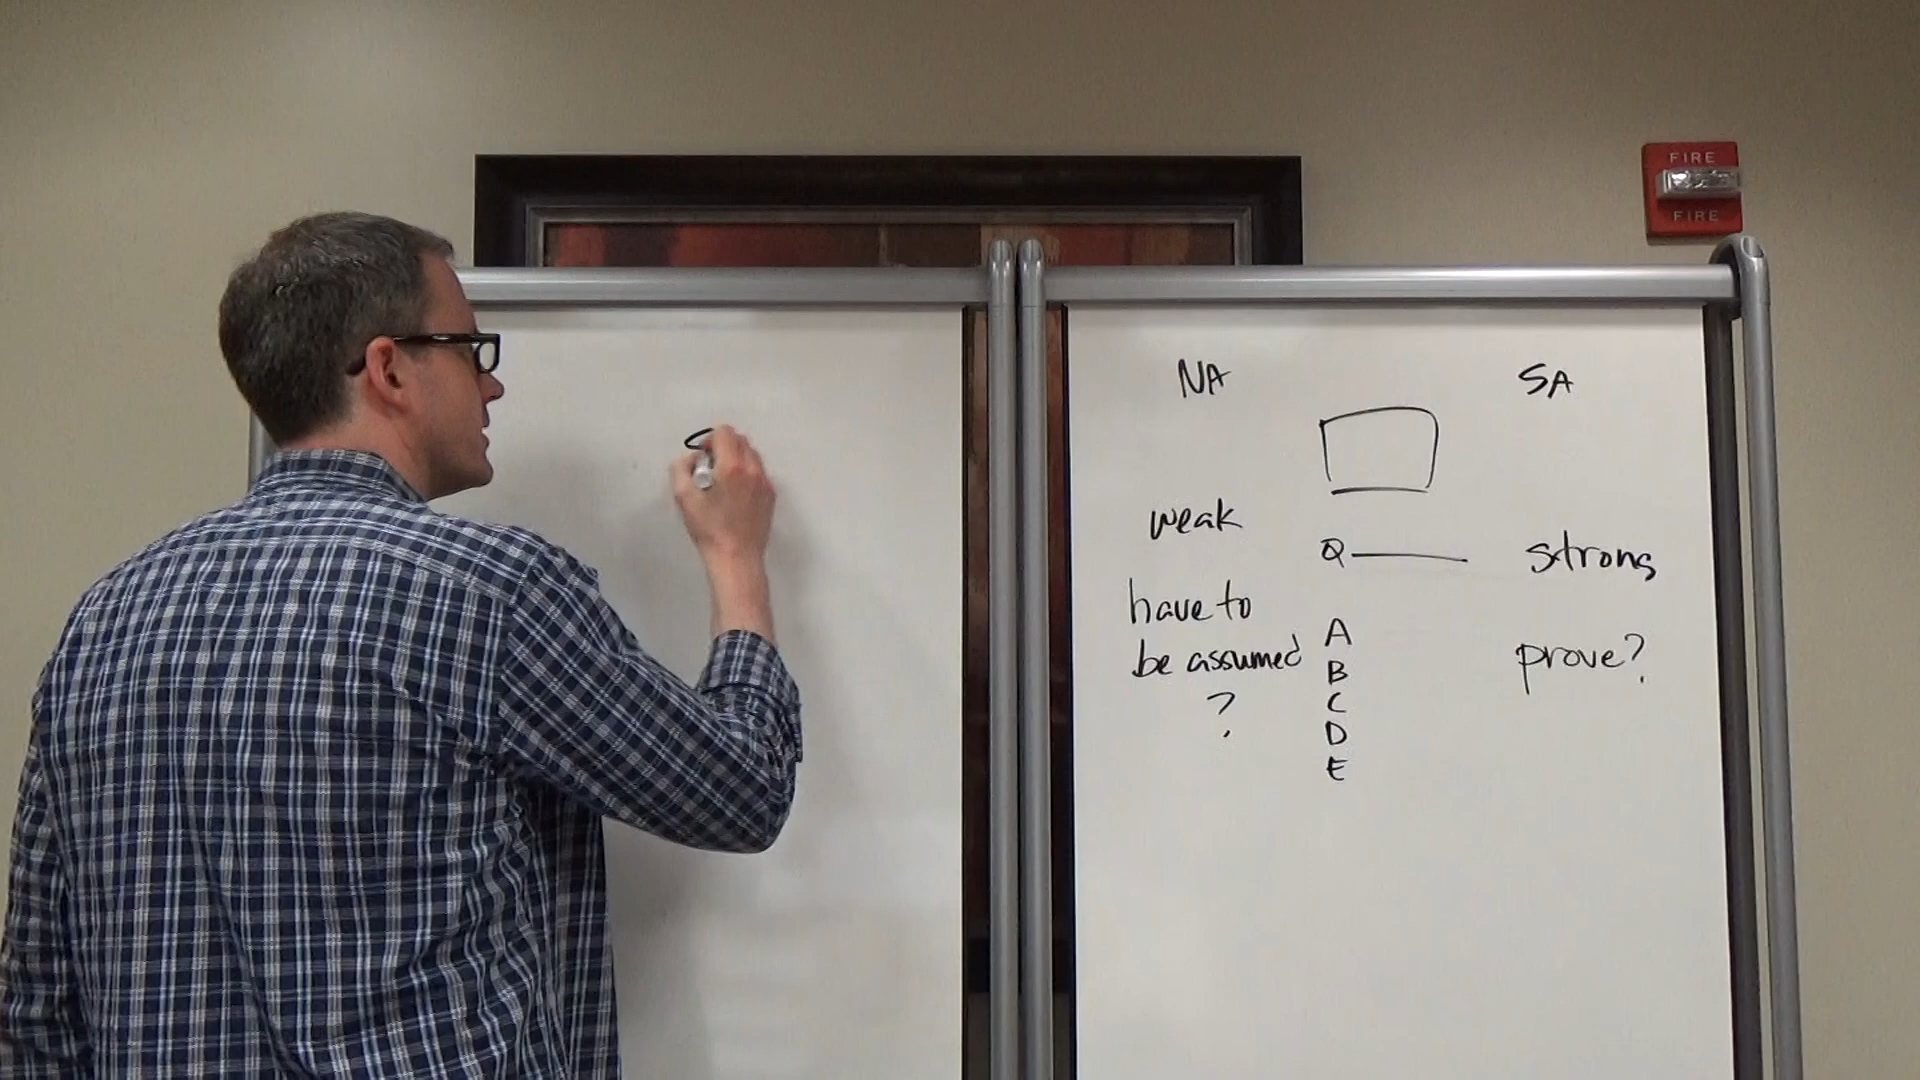 FIRE
FIRE
NA
SA
weak
Q
strong
have to
be assumed
?
prove?
A
B
C
D
E